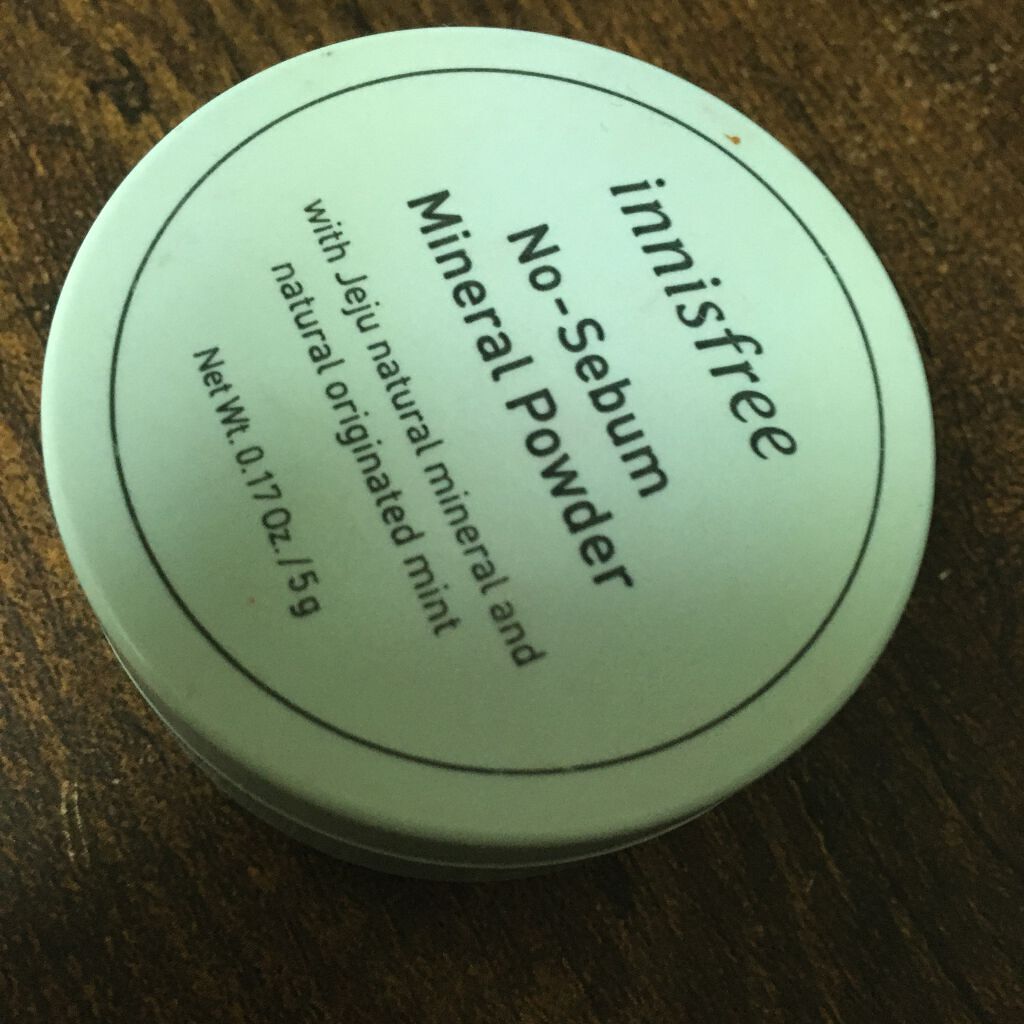 innisfree
No-Sebum
Mineral Powder
with Jeju natural mineral and
natural originated mint
Net Wt. 0.17 Oz. / 5 g